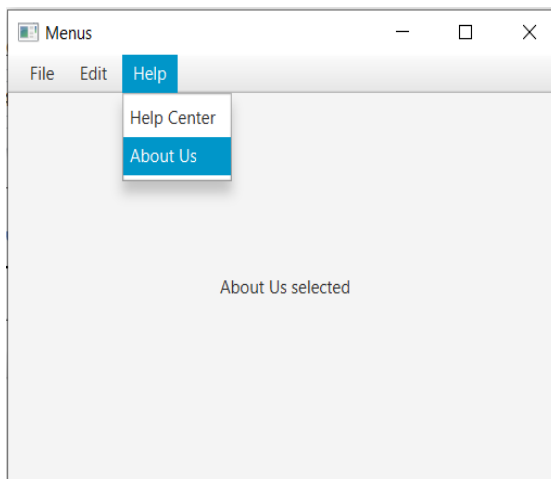 Menus
File Edit Help
Help Center
About Us
About Us selected